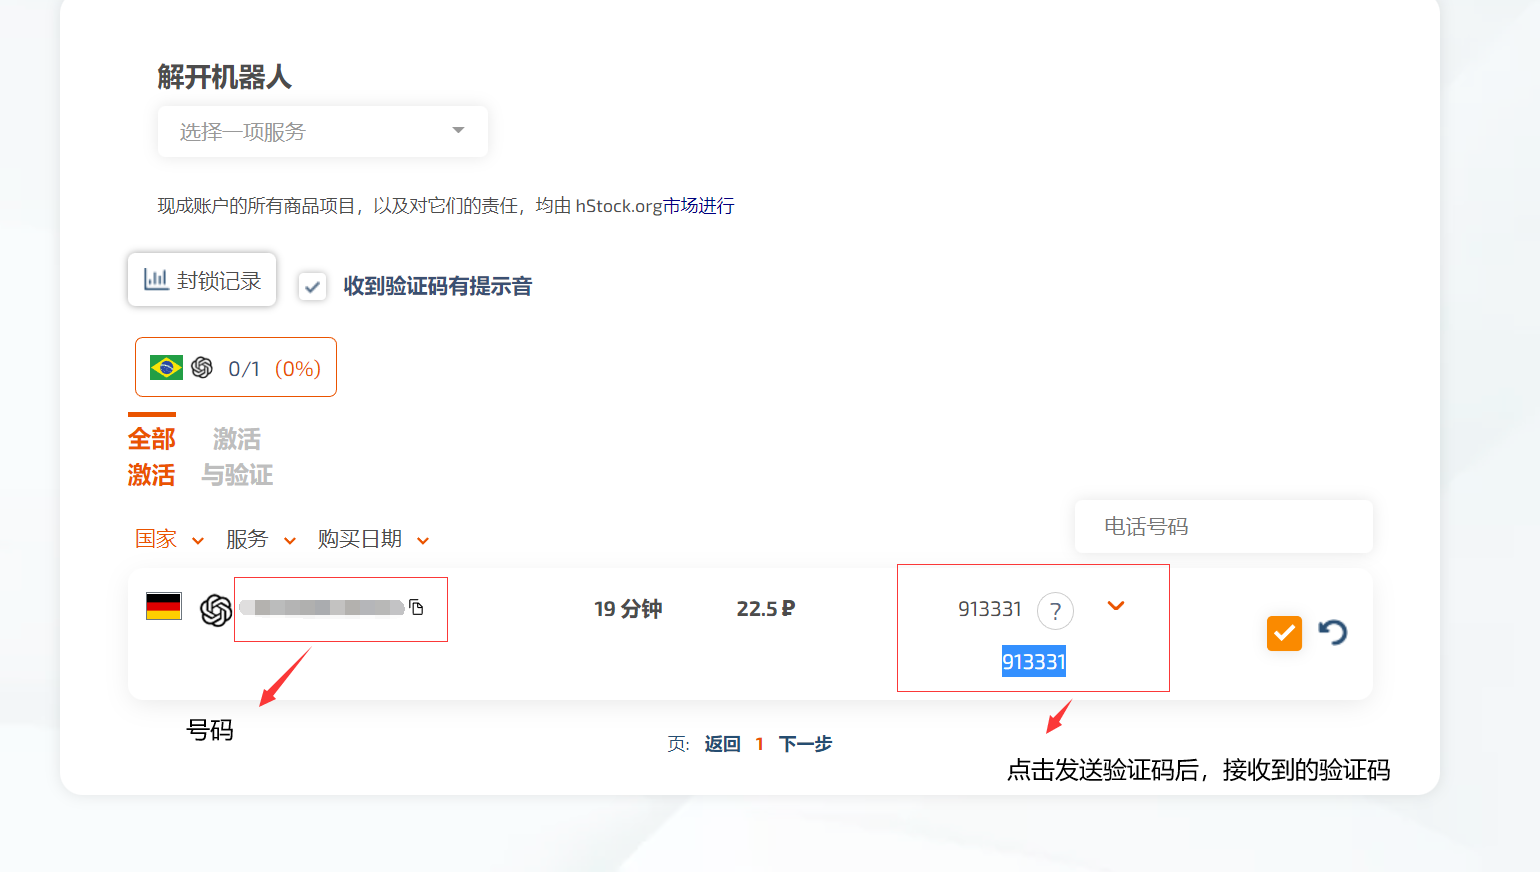 解开机器人
选择一项服务
现成账户的所有商品项目，以及对它们的责任，均由 hStock.org市场进行
封锁记录
收到验证码有提示音
0/1 (0%)
全部
激活
激活
与验证
国家 服务 购买日期
电话号码
19 分钟 22.5 ₽ 913331 ?
913331
号码
页: 返回 1 下一步
点击发送验证码后，接收到的验证码